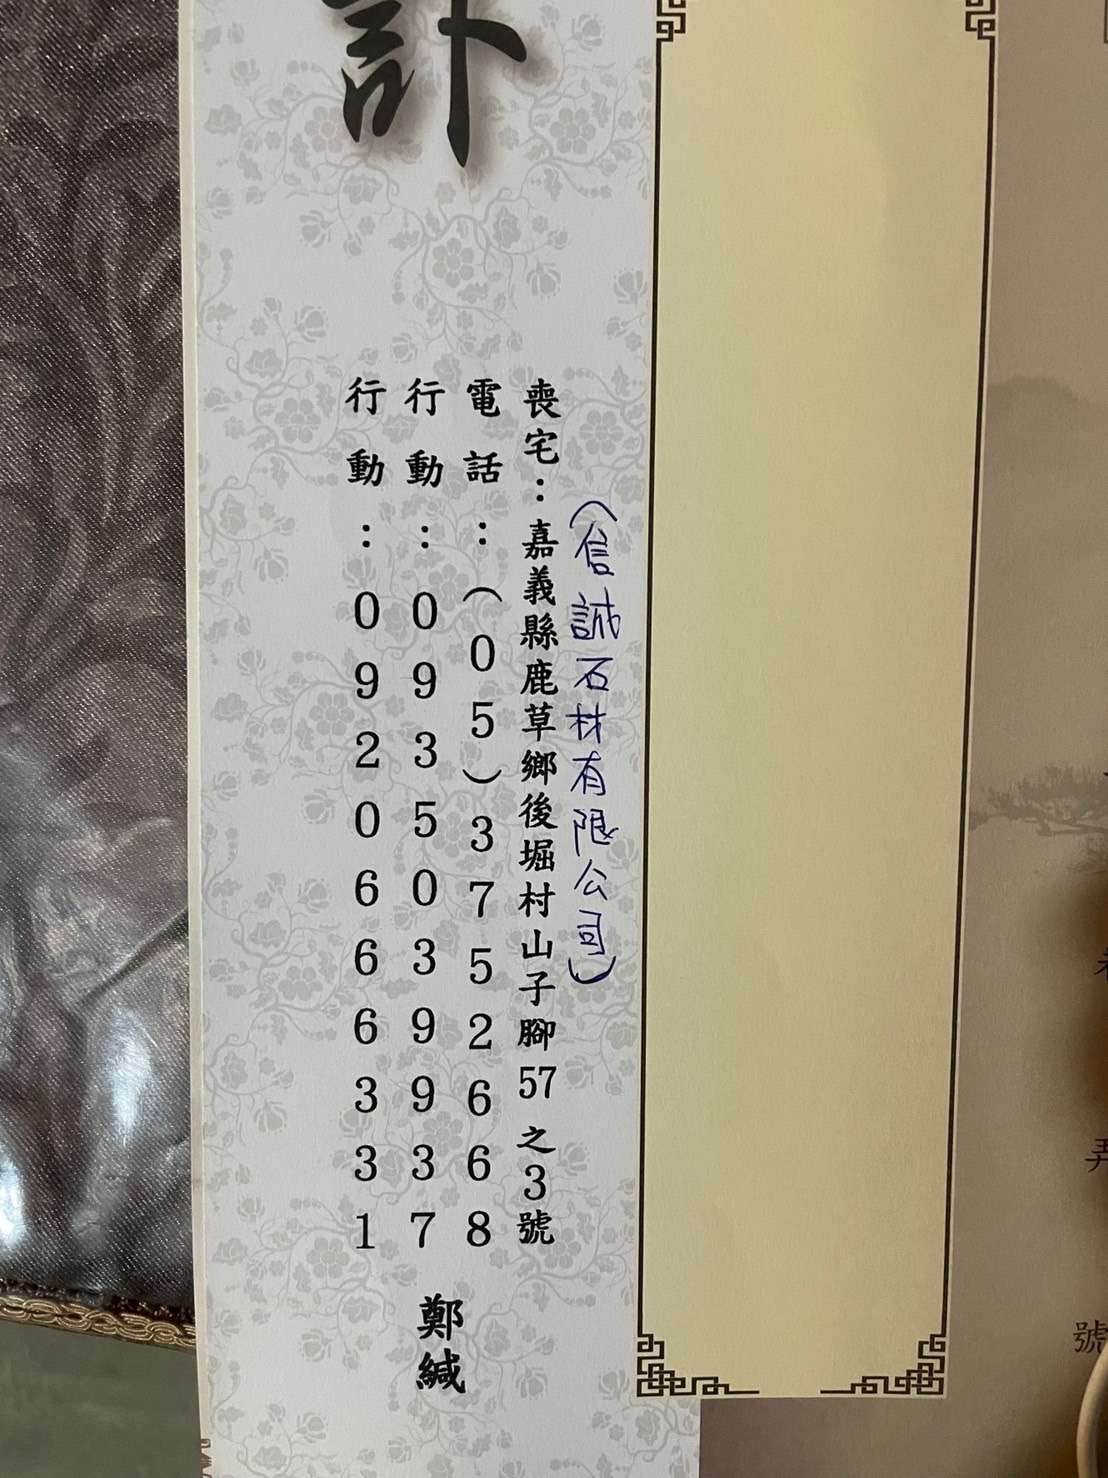 訃
(信誠石材有限公司)
喪宅：嘉義縣鹿草鄉後堀村山子腳57之3號
電話：(05)3752668
行動：0935039937
行動：0920666331
鄭緘
弄
號